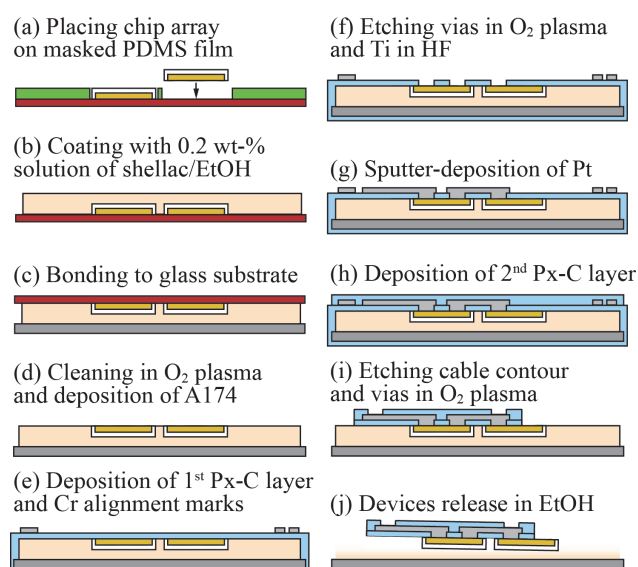 (a) Placing chip array
on masked PDMS film
(b) Coating with 0.2 wt-%
solution of shellac/EtOH
(c) Bonding to glass substrate
(d) Cleaning in O₂ plasma
and deposition of A174
(e) Deposition of 1ˢᵗ Px-C layer
and Cr alignment marks
(f) Etching vias in O₂ plasma
and Ti in HF
(g) Sputter-deposition of Pt
(h) Deposition of 2ⁿᵈ Px-C layer
(i) Etching cable contour
and vias in O₂ plasma
(j) Devices release in EtOH